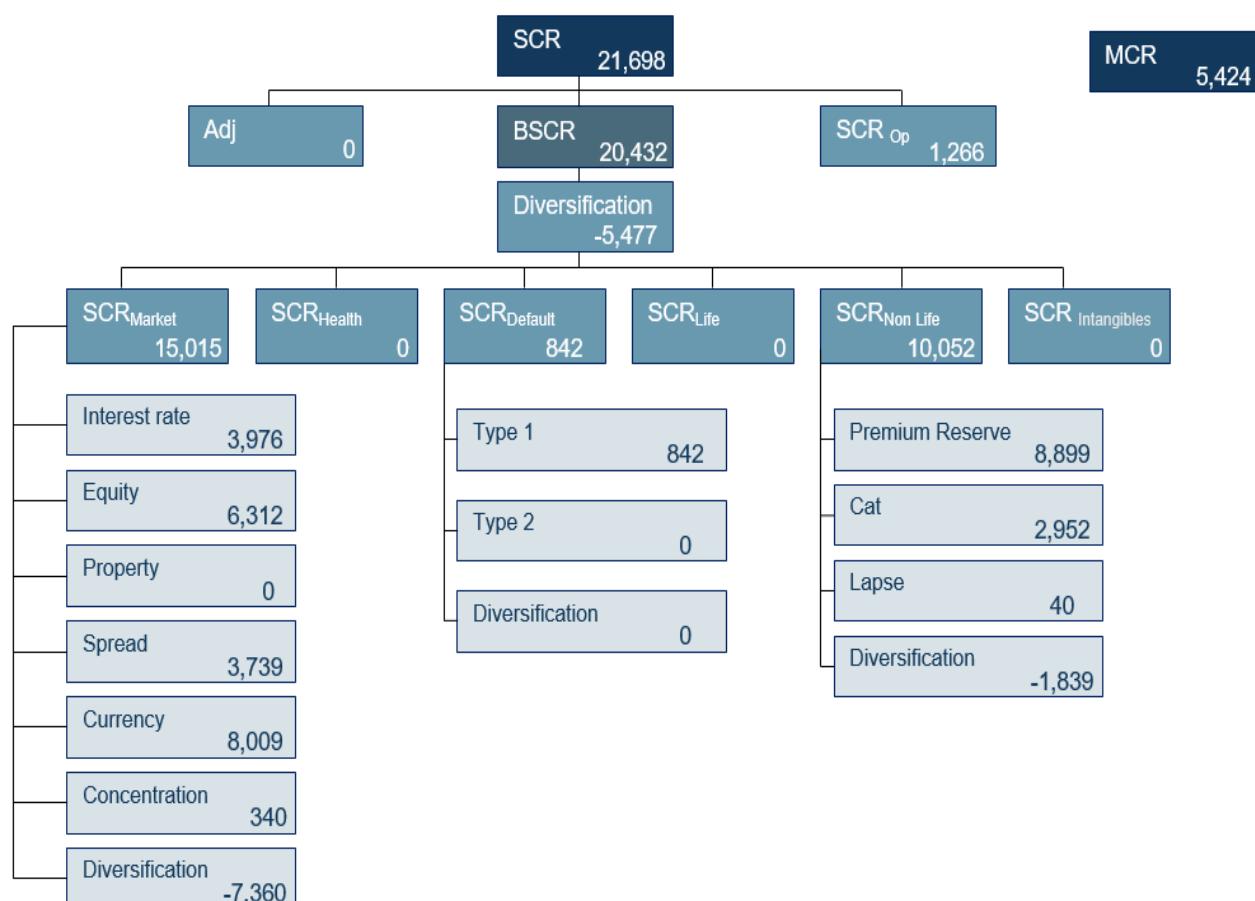 SCR
21,698
MCR
5,424
Adj
0
BSCR
20,432
SCR Op
1,266
Diversification
-5,477
SCRMarket
15,015
SCRHealth
0
SCRDefault
842
SCRLife
0
SCRNon Life
10,052
SCR Intangibles
0
Interest rate
3,976
Equity
6,312
Property
0
Spread
3,739
Currency
8,009
Concentration
340
Diversification
-7,360
Type 1
842
Type 2
0
Diversification
0
Premium Reserve
8,899
Cat
2,952
Lapse
40
Diversification
-1,839